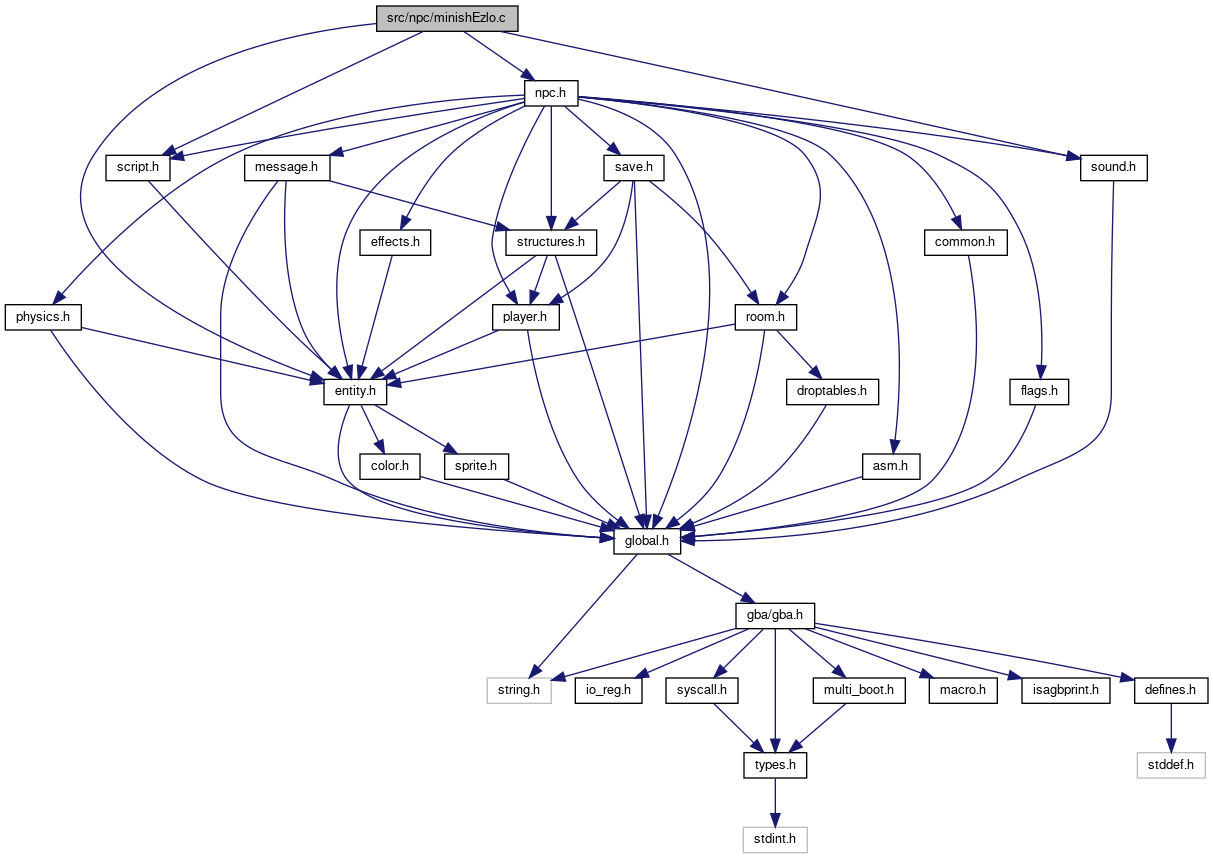 src/npc/minishEzlo.c
npc.h
script.h
message.h
save.h
sound.h
effects.h
structures.h
common.h
physics.h
player.h
room.h
entity.h
droptables.h
flags.h
color.h
sprite.h
asm.h
global.h
gba/gba.h
string.h
io_reg.h
syscall.h
multi_boot.h
macro.h
isagbprint.h
defines.h
types.h
stddef.h
stdint.h